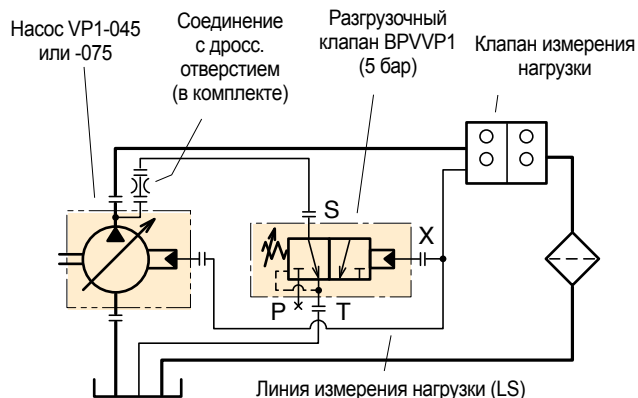 Насос VP1-045
или -075
Соединение
с дросс.
отверстием
(в комплекте)
Разгрузочный
клапан BPVVP1
(5 бар)
Клапан измерения
нагрузки
S
X
P
T
Линия измерения нагрузки (LS)